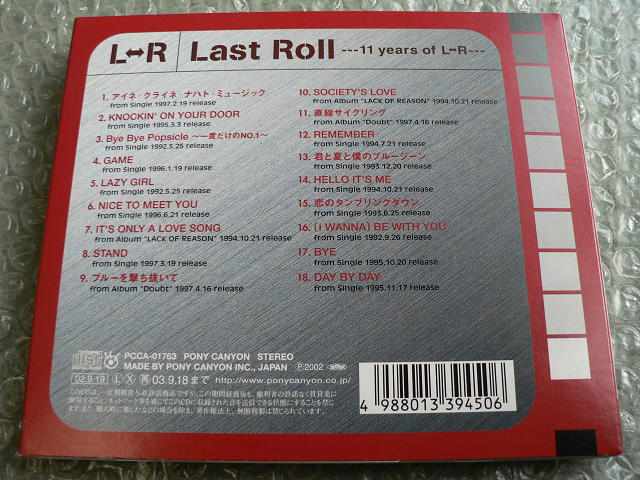 L↔R Last Roll ---11 years of L↔R---
1. アイネ・クライネ ナハト・ミュージック
from Single 1997.2.19 release
2. KNOCKIN' ON YOUR DOOR
from Single 1995.3.3 release
3. Bye Bye Popsicle ～一度だけのNO.1～
from Single 1992.5.25 release
4. GAME
from Single 1996.1.19 release
5. LAZY GIRL
from Single 1992.5.25 release
6. NICE TO MEET YOU
from Single 1996.6.21 release
7. IT'S ONLY A LOVE SONG
from Album "LACK OF REASON" 1994.10.21 release
8. STAND
from Single 1997.3.19 release
9. ブルーを撃ち抜いて
from Album "Doubt" 1997.4.16 release
10. SOCIETY'S LOVE
from Album "LACK OF REASON" 1994.10.21 release
11. 直線サイクリング
from Album "Doubt" 1997.4.16 release
12. REMEMBER
from Single 1994.7.21 release
13. 君と夏と僕のブルージーン
from Single 1993.12.20 release
14. HELLO IT'S ME
from Single 1994.10.21 release
15. 恋のタンブリングダウン
from Single 1993.6.25 release
16. (I WANNA) BE WITH YOU
from Single 1992.9.26 release
17. BYE
from Single 1995.10.20 release
18. DAY BY DAY
from Single 1995.11.17 release
PCCA-01763 PONY CANYON STEREO
MADE BY PONY CANYON INC., JAPAN Ⓟ2002
02.9.19 L X 再 03.9.18まで http://www.ponycanyon.co.jp/
4 988013 394506